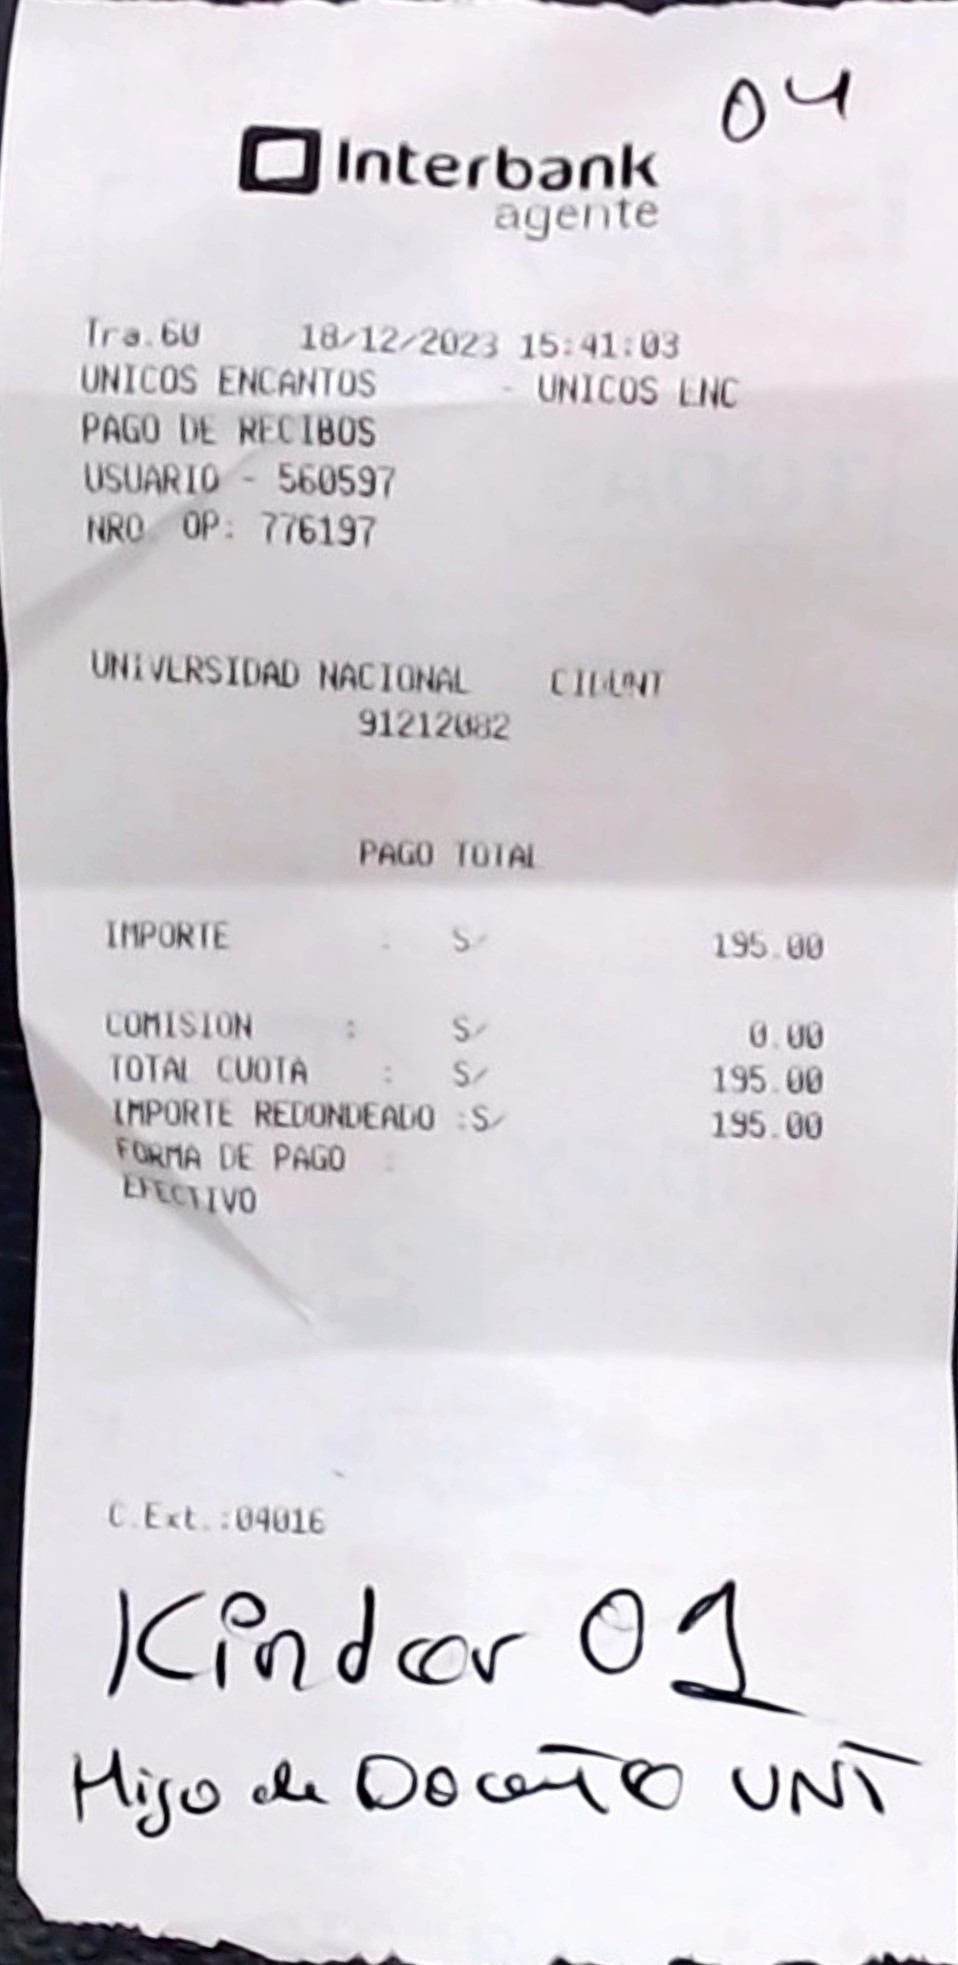 04
Interbank
agente
Tra.60 18/12/2023 15:41:03
UNICOS ENCANTOS - UNICOS ENC
PAGO DE RECIBOS
USUARIO - 560597
NRO. OP: 776197
UNIVERSIDAD NACIONAL CIDUNT
91212082
PAGO TOTAL
IMPORTE : S/ 195.00
COMISION : S/ 0.00
TOTAL CUOTA : S/ 195.00
IMPORTE REDONDEADO :S/ 195.00
FORMA DE PAGO :
EFECTIVO
C.Ext.:04016
Kinder 01
Hijo de Docente UNT